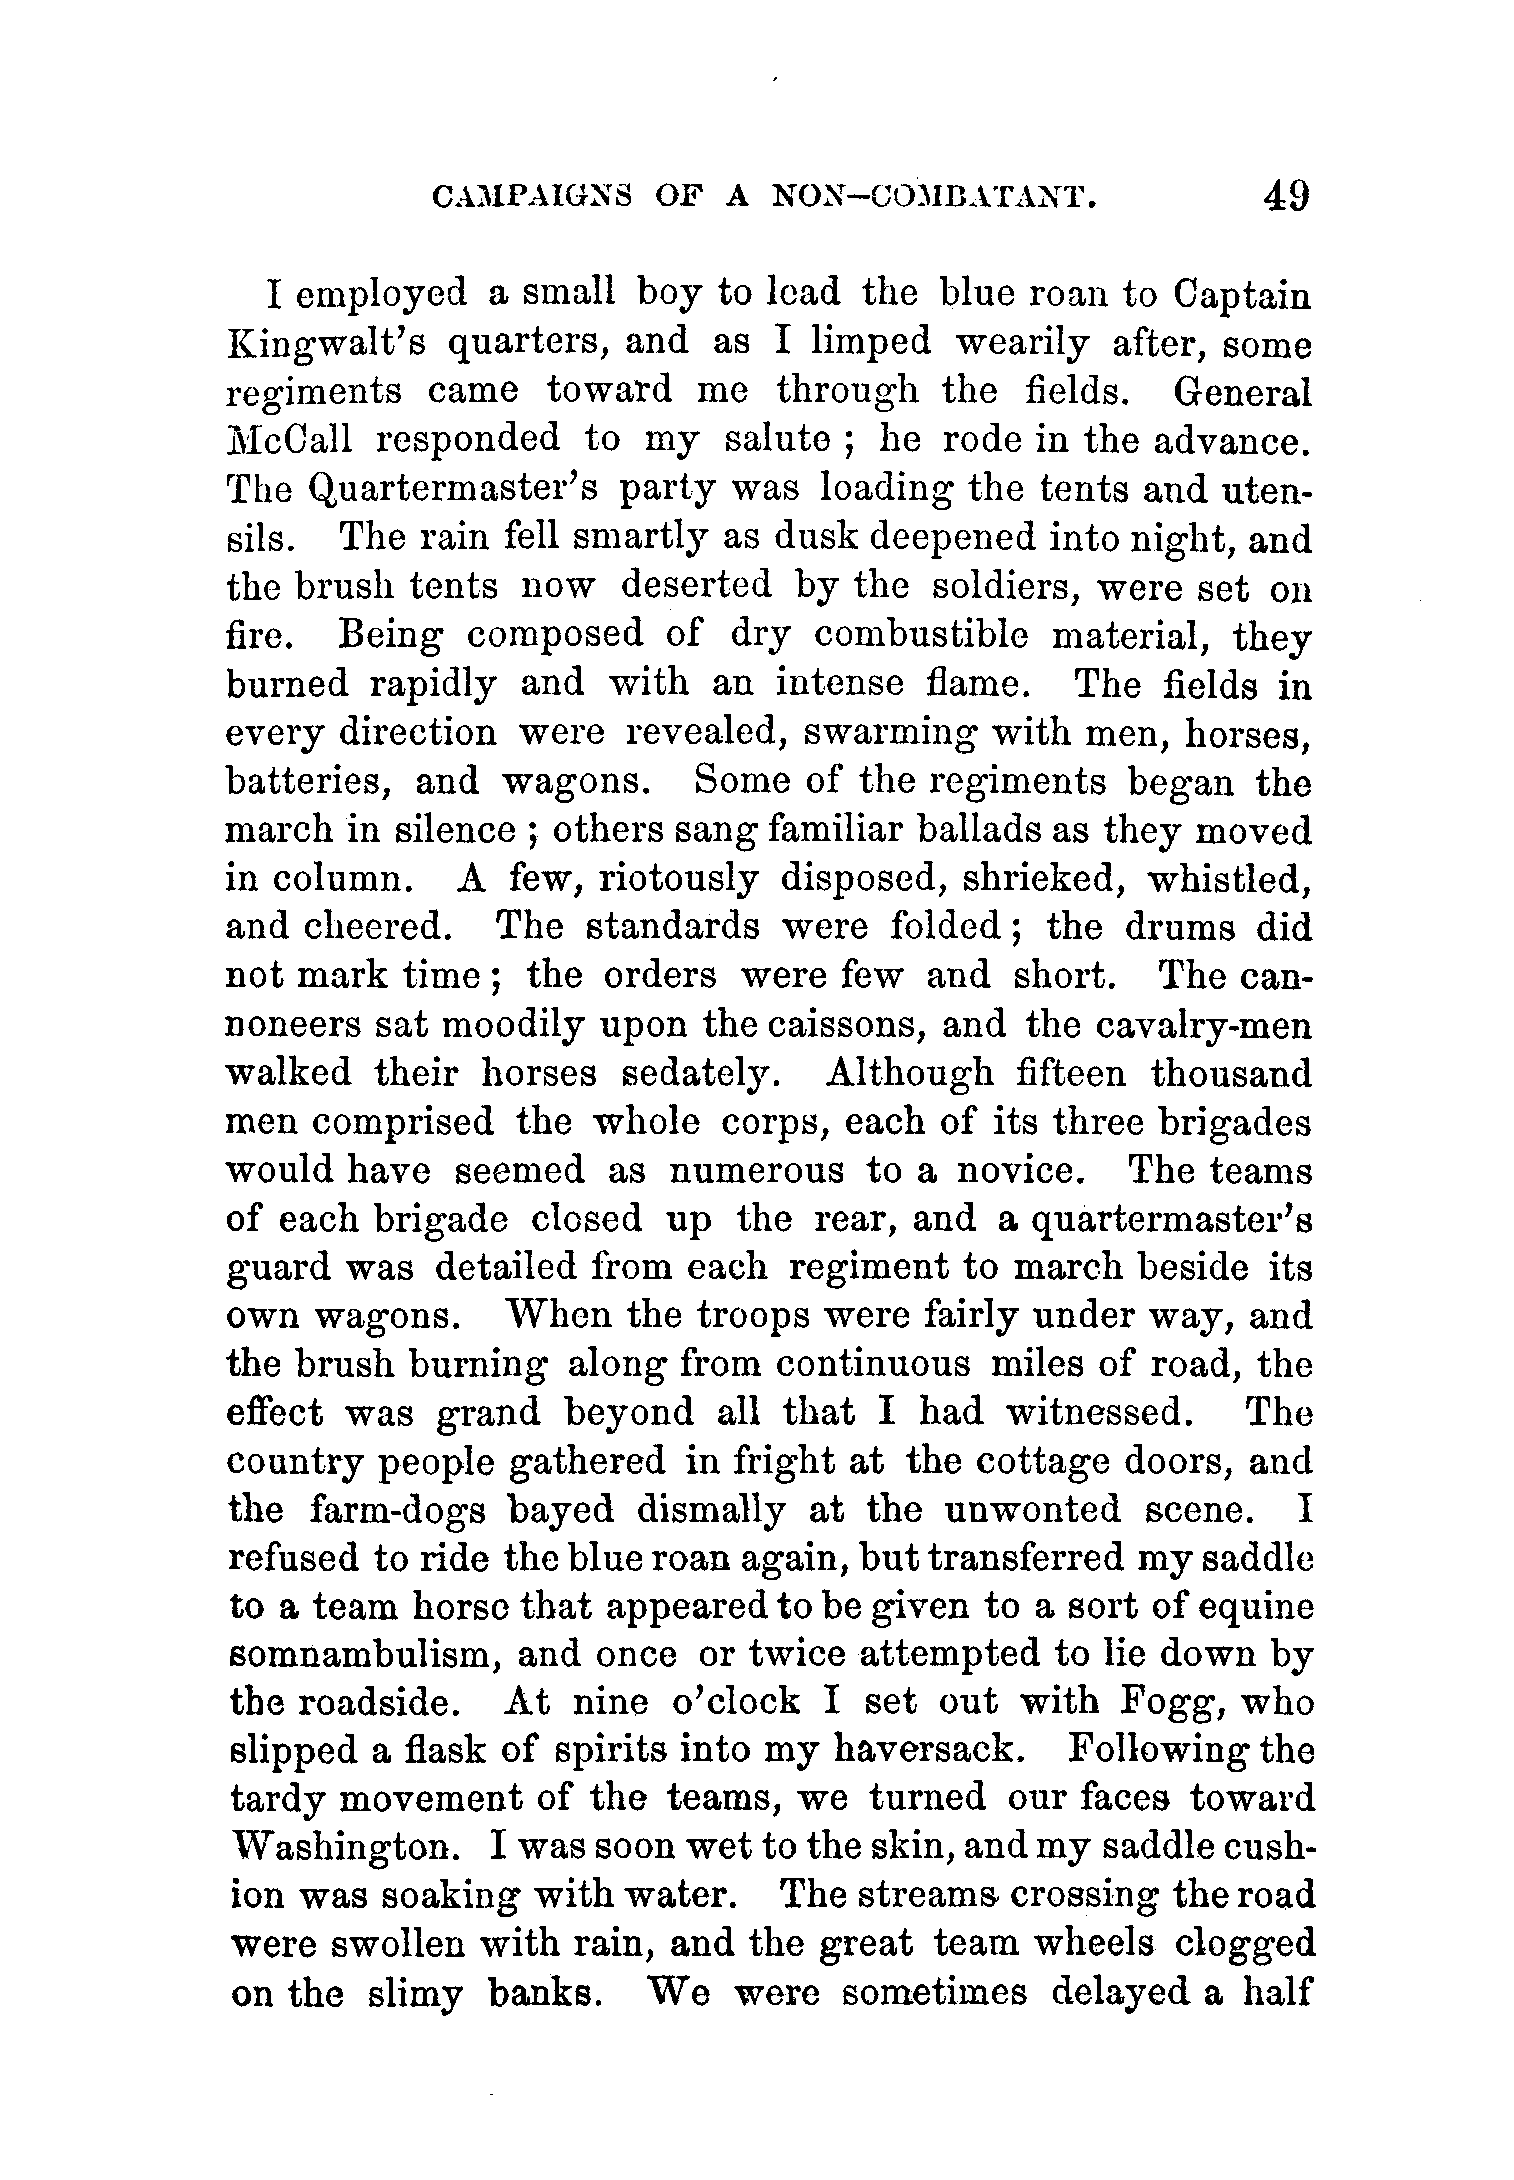 CAMPAIGNS OF A NON-COMBATANT. 49
I employed a small boy to lead the blue roan to Captain
Kingwalt's quarters, and as I limped wearily after, some
regiments came toward me through the fields. General
McCall responded to my salute ; he rode in the advance.
The Quartermaster's party was loading the tents and uten-
sils. The rain fell smartly as dusk deepened into night, and
the brush tents now deserted by the soldiers, were set on
fire. Being composed of dry combustible material, they
burned rapidly and with an intense flame. The fields in
every direction were revealed, swarming with men, horses,
batteries, and wagons. Some of the regiments began the
march in silence ; others sang familiar ballads as they moved
in column. A few, riotously disposed, shrieked, whistled,
and cheered. The standards were folded ; the drums did
not mark time ; the orders were few and short. The can-
noneers sat moodily upon the caissons, and the cavalry-men
walked their horses sedately. Although fifteen thousand
men comprised the whole corps, each of its three brigades
would have seemed as numerous to a novice. The teams
of each brigade closed up the rear, and a quartermaster's
guard was detailed from each regiment to march beside its
own wagons. When the troops were fairly under way, and
the brush burning along from continuous miles of road, the
effect was grand beyond all that I had witnessed. The
country people gathered in fright at the cottage doors, and
the farm-dogs bayed dismally at the unwonted scene. I
refused to ride the blue roan again, but transferred my saddle
to a team horse that appeared to be given to a sort of equine
somnambulism, and once or twice attempted to lie down by
the roadside. At nine o'clock I set out with Fogg, who
slipped a flask of spirits into my haversack. Following the
tardy movement of the teams, we turned our faces toward
Washington. I was soon wet to the skin, and my saddle cush-
ion was soaking with water. The streams crossing the road
were swollen with rain, and the great team wheels clogged
on the slimy banks. We were sometimes delayed a half